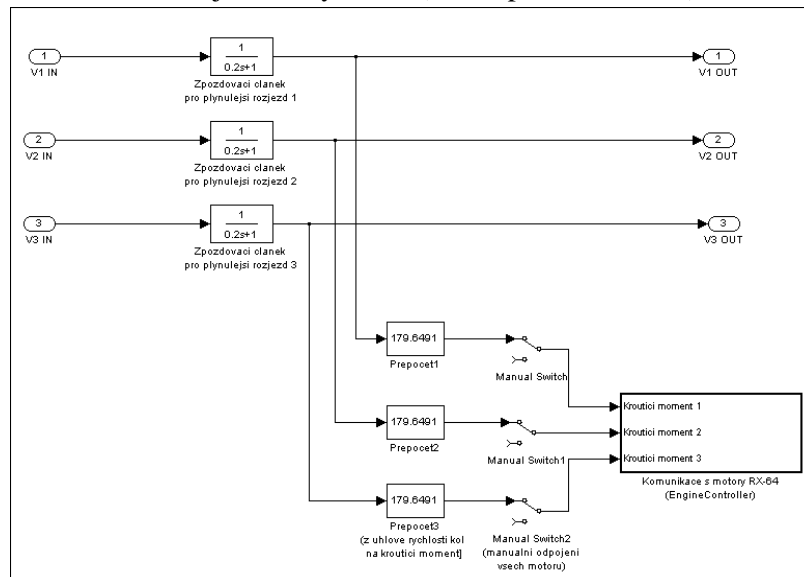 1
V1 IN
1
0.2s+1
Zpozdovaci clanek
pro plynulejsi rozjezd 1
1
V1 OUT
2
V2 IN
1
0.2s+1
Zpozdovaci clanek
pro plynulejsi rozjezd 2
2
V2 OUT
3
V3 IN
1
0.2s+1
Zpozdovaci clanek
pro plynulejsi rozjezd 3
3
V3 OUT
179.6491
Prepocet1
Manual Switch
179.6491
Prepocet2
Manual Switch1
179.6491
Prepocet3
(z uhlove rychlosti kol
na kroutici moment]
Manual Switch2
(manualni odpojeni
vsech motoru)
Kroutici moment 1
Kroutici moment 2
Kroutici moment 3
Komunikace s motory RX-64
(EngineController)